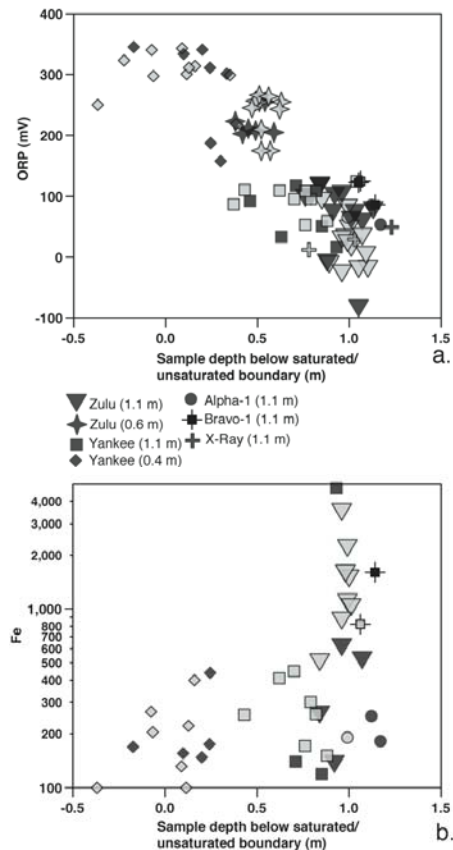 400
300
200
100
0
-100
ORP (mV)
-0.5 0.0 0.5 1.0 1.5
Sample depth below saturated/
unsaturated boundary (m)
a.
Zulu (1.1 m) Alpha-1 (1.1 m)
Zulu (0.6 m) Bravo-1 (1.1 m)
Yankee (1.1 m) X-Ray (1.1 m)
Yankee (0.4 m)
4,000
3,000
2,000
1,000
800
700
600
500
400
300
200
100
Fe
-0.5 0.0 0.5 1.0 1.5
Sample depth below saturated/
unsaturated boundary (m)
b.